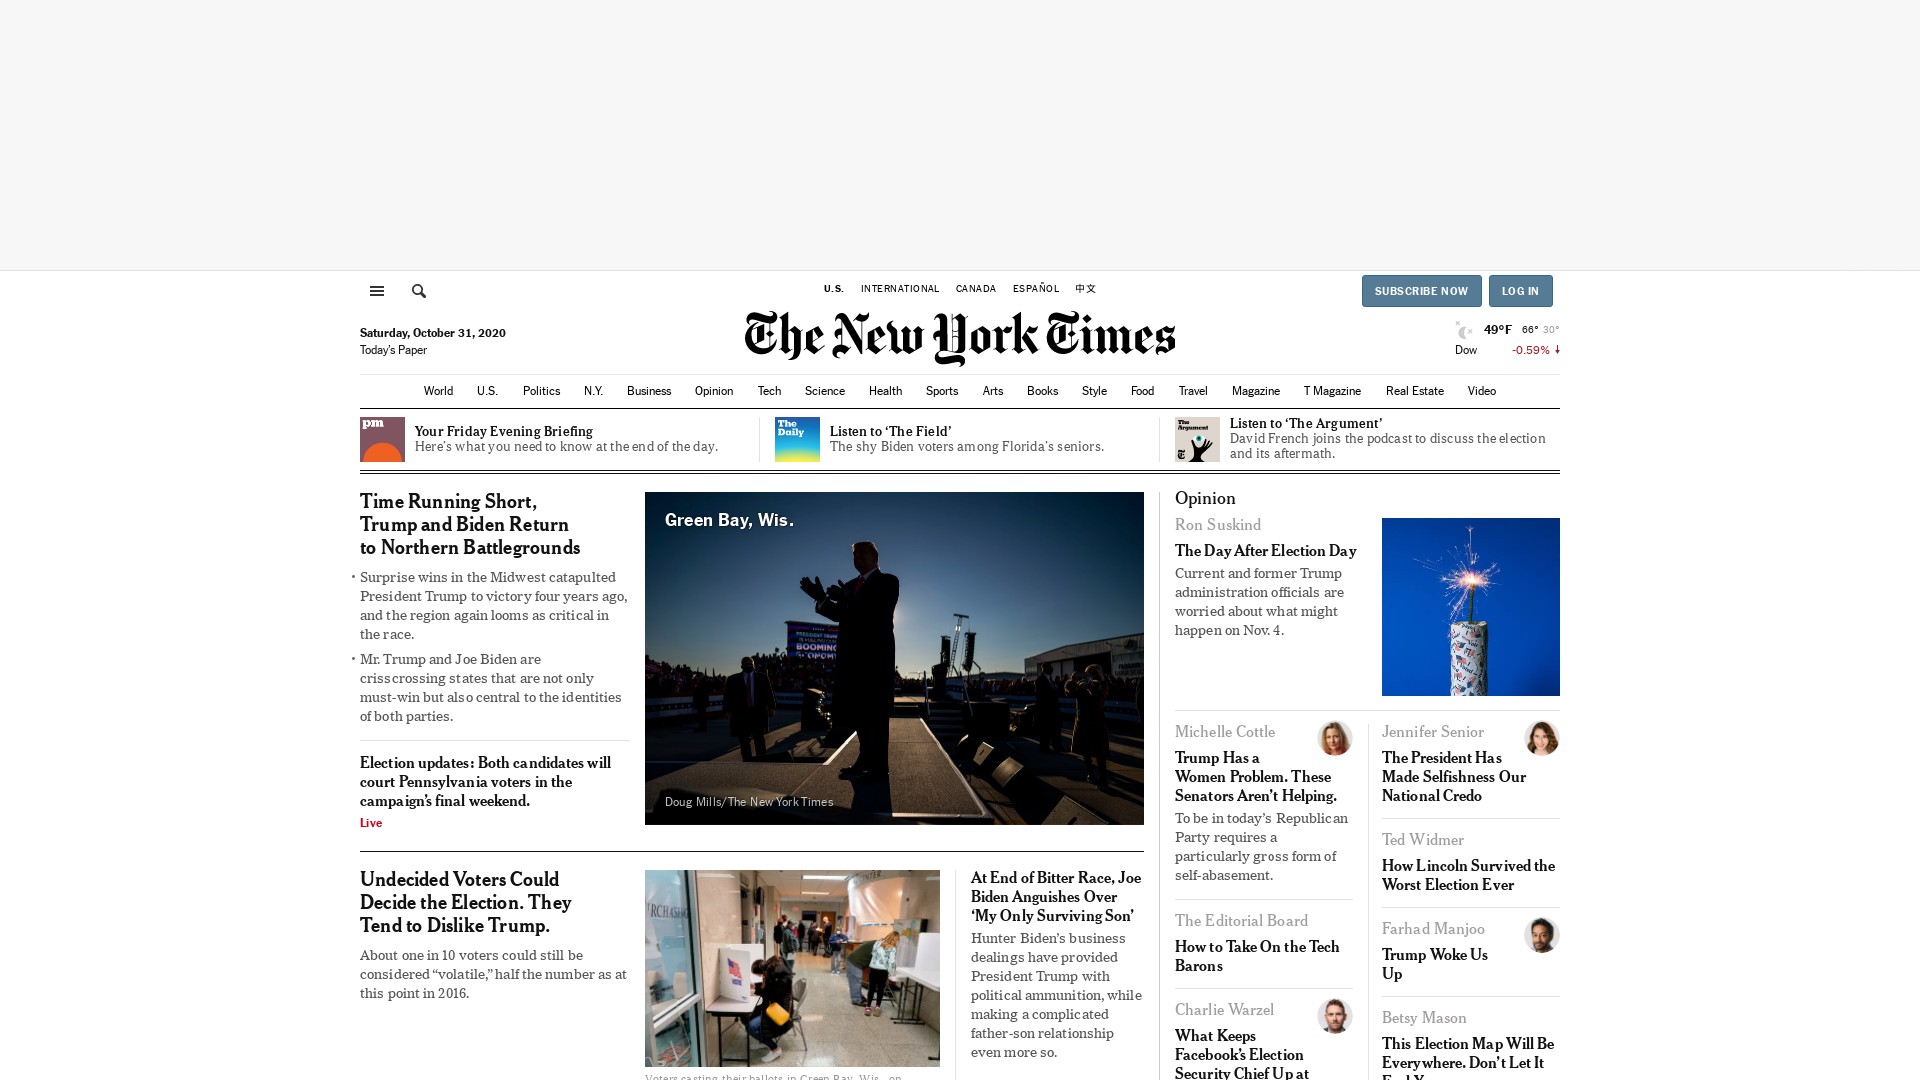 U.S. INTERNATIONAL CANADA ESPAÑOL 中文
SUBSCRIBE NOW LOG IN
Saturday, October 31, 2020
Today's Paper
The New York Times
49°F 66° 30°
Dow -0.59%
World U.S. Politics N.Y. Business Opinion Tech Science Health Sports Arts Books Style Food Travel Magazine T Magazine Real Estate Video
pm
Your Friday Evening Briefing
Here's what you need to know at the end of the day.
The
Daily
Listen to ‘The Field’
The shy Biden voters among Florida's seniors.
The
Argument
Listen to ‘The Argument’
David French joins the podcast to discuss the election
and its aftermath.
Time Running Short,
Trump and Biden Return
to Northern Battlegrounds
• Surprise wins in the Midwest catapulted
President Trump to victory four years ago,
and the region again looms as critical in
the race.
• Mr. Trump and Joe Biden are
crisscrossing states that are not only
must-win but also central to the identities
of both parties.
Election updates: Both candidates will
court Pennsylvania voters in the
campaign's final weekend.
Live
Green Bay, Wis.
Doug Mills/The New York Times
Undecided Voters Could
Decide the Election. They
Tend to Dislike Trump.
About one in 10 voters could still be
considered “volatile,” half the number as at
this point in 2016.
Voters casting their ballots in Green Bay, Wis., on
At End of Bitter Race, Joe
Biden Anguishes Over
‘My Only Surviving Son’
Hunter Biden's business
dealings have provided
President Trump with
political ammunition, while
making a complicated
father-son relationship
even more so.
Opinion
Ron Suskind
The Day After Election Day
Current and former Trump
administration officials are
worried about what might
happen on Nov. 4.
Michelle Cottle
Trump Has a
Women Problem. These
Senators Aren't Helping.
To be in today's Republican
Party requires a
particularly gross form of
self-abasement.
The Editorial Board
How to Take On the Tech
Barons
Charlie Warzel
What Keeps
Facebook's Election
Security Chief Up at
Jennifer Senior
The President Has
Made Selfishness Our
National Credo
Ted Widmer
How Lincoln Survived the
Worst Election Ever
Farhad Manjoo
Trump Woke Us
Up
Betsy Mason
This Election Map Will Be
Everywhere. Don't Let It